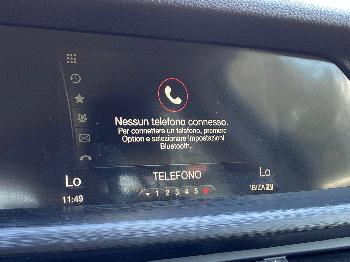 Nessun telefono connesso.
Per connettere un telefono, premere
Option e selezionare Impostazioni
Bluetooth.
TELEFONO
Lo
Lo
1 2 3 4 5
11:49
IBIZA